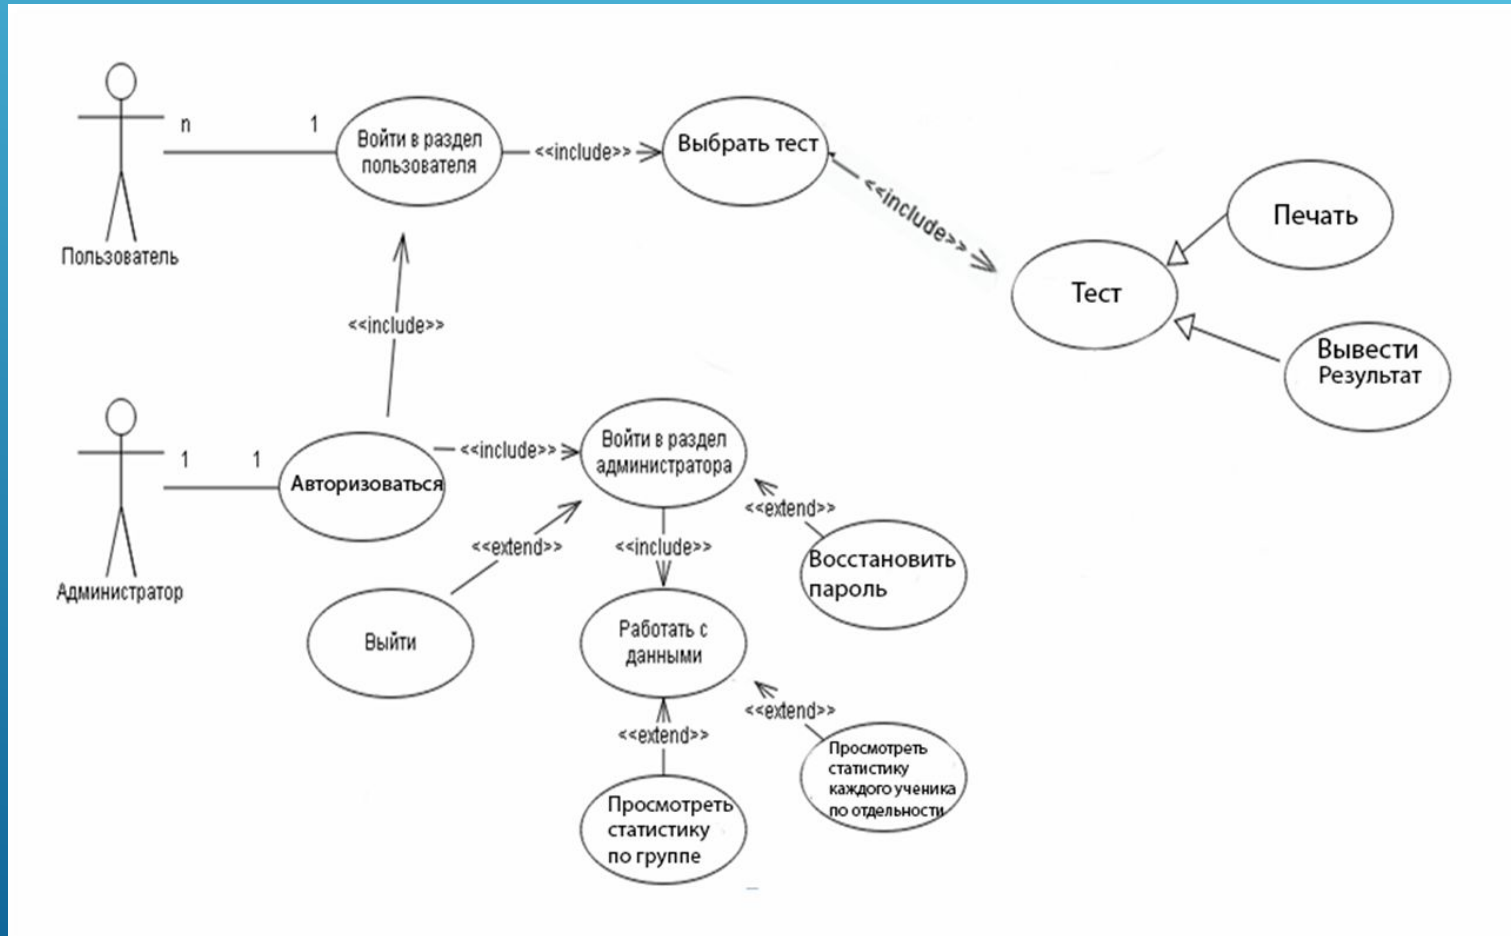 n
1
Войти в раздел
пользователя
<<include>>
Выбрать тест
<<include>>
Печать
Тест
Вывести
Результат
Пользователь
<<include>>
1
1
Авторизоваться
<<include>>
Войти в раздел
администратора
<<extend>>
Восстановить
пароль
<<extend>>
<<include>>
Администратор
Выйти
Работать с
данными
<<extend>>
<<extend>>
Просмотреть
статистику
каждого ученика
по отдельности
Просмотреть
статистику
по группе